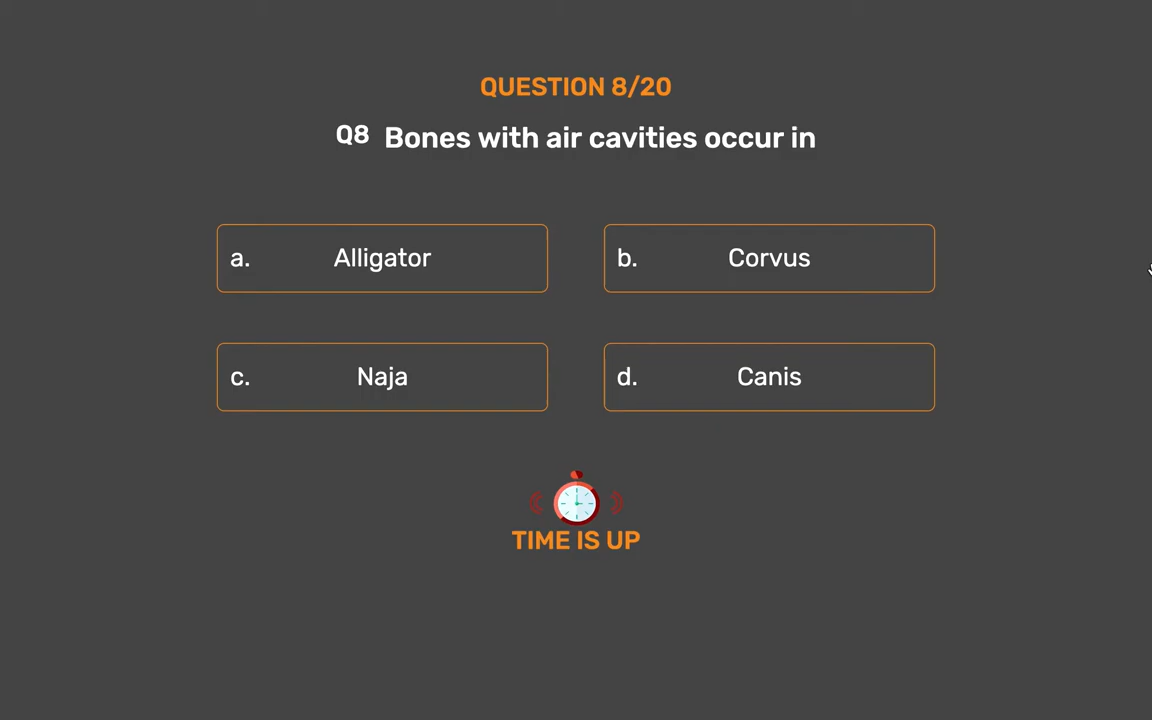 QUESTION 8/20
Q8 Bones with air cavities occur in
a. Alligator
b. Corvus
c. Naja
d. Canis
TIME IS UP